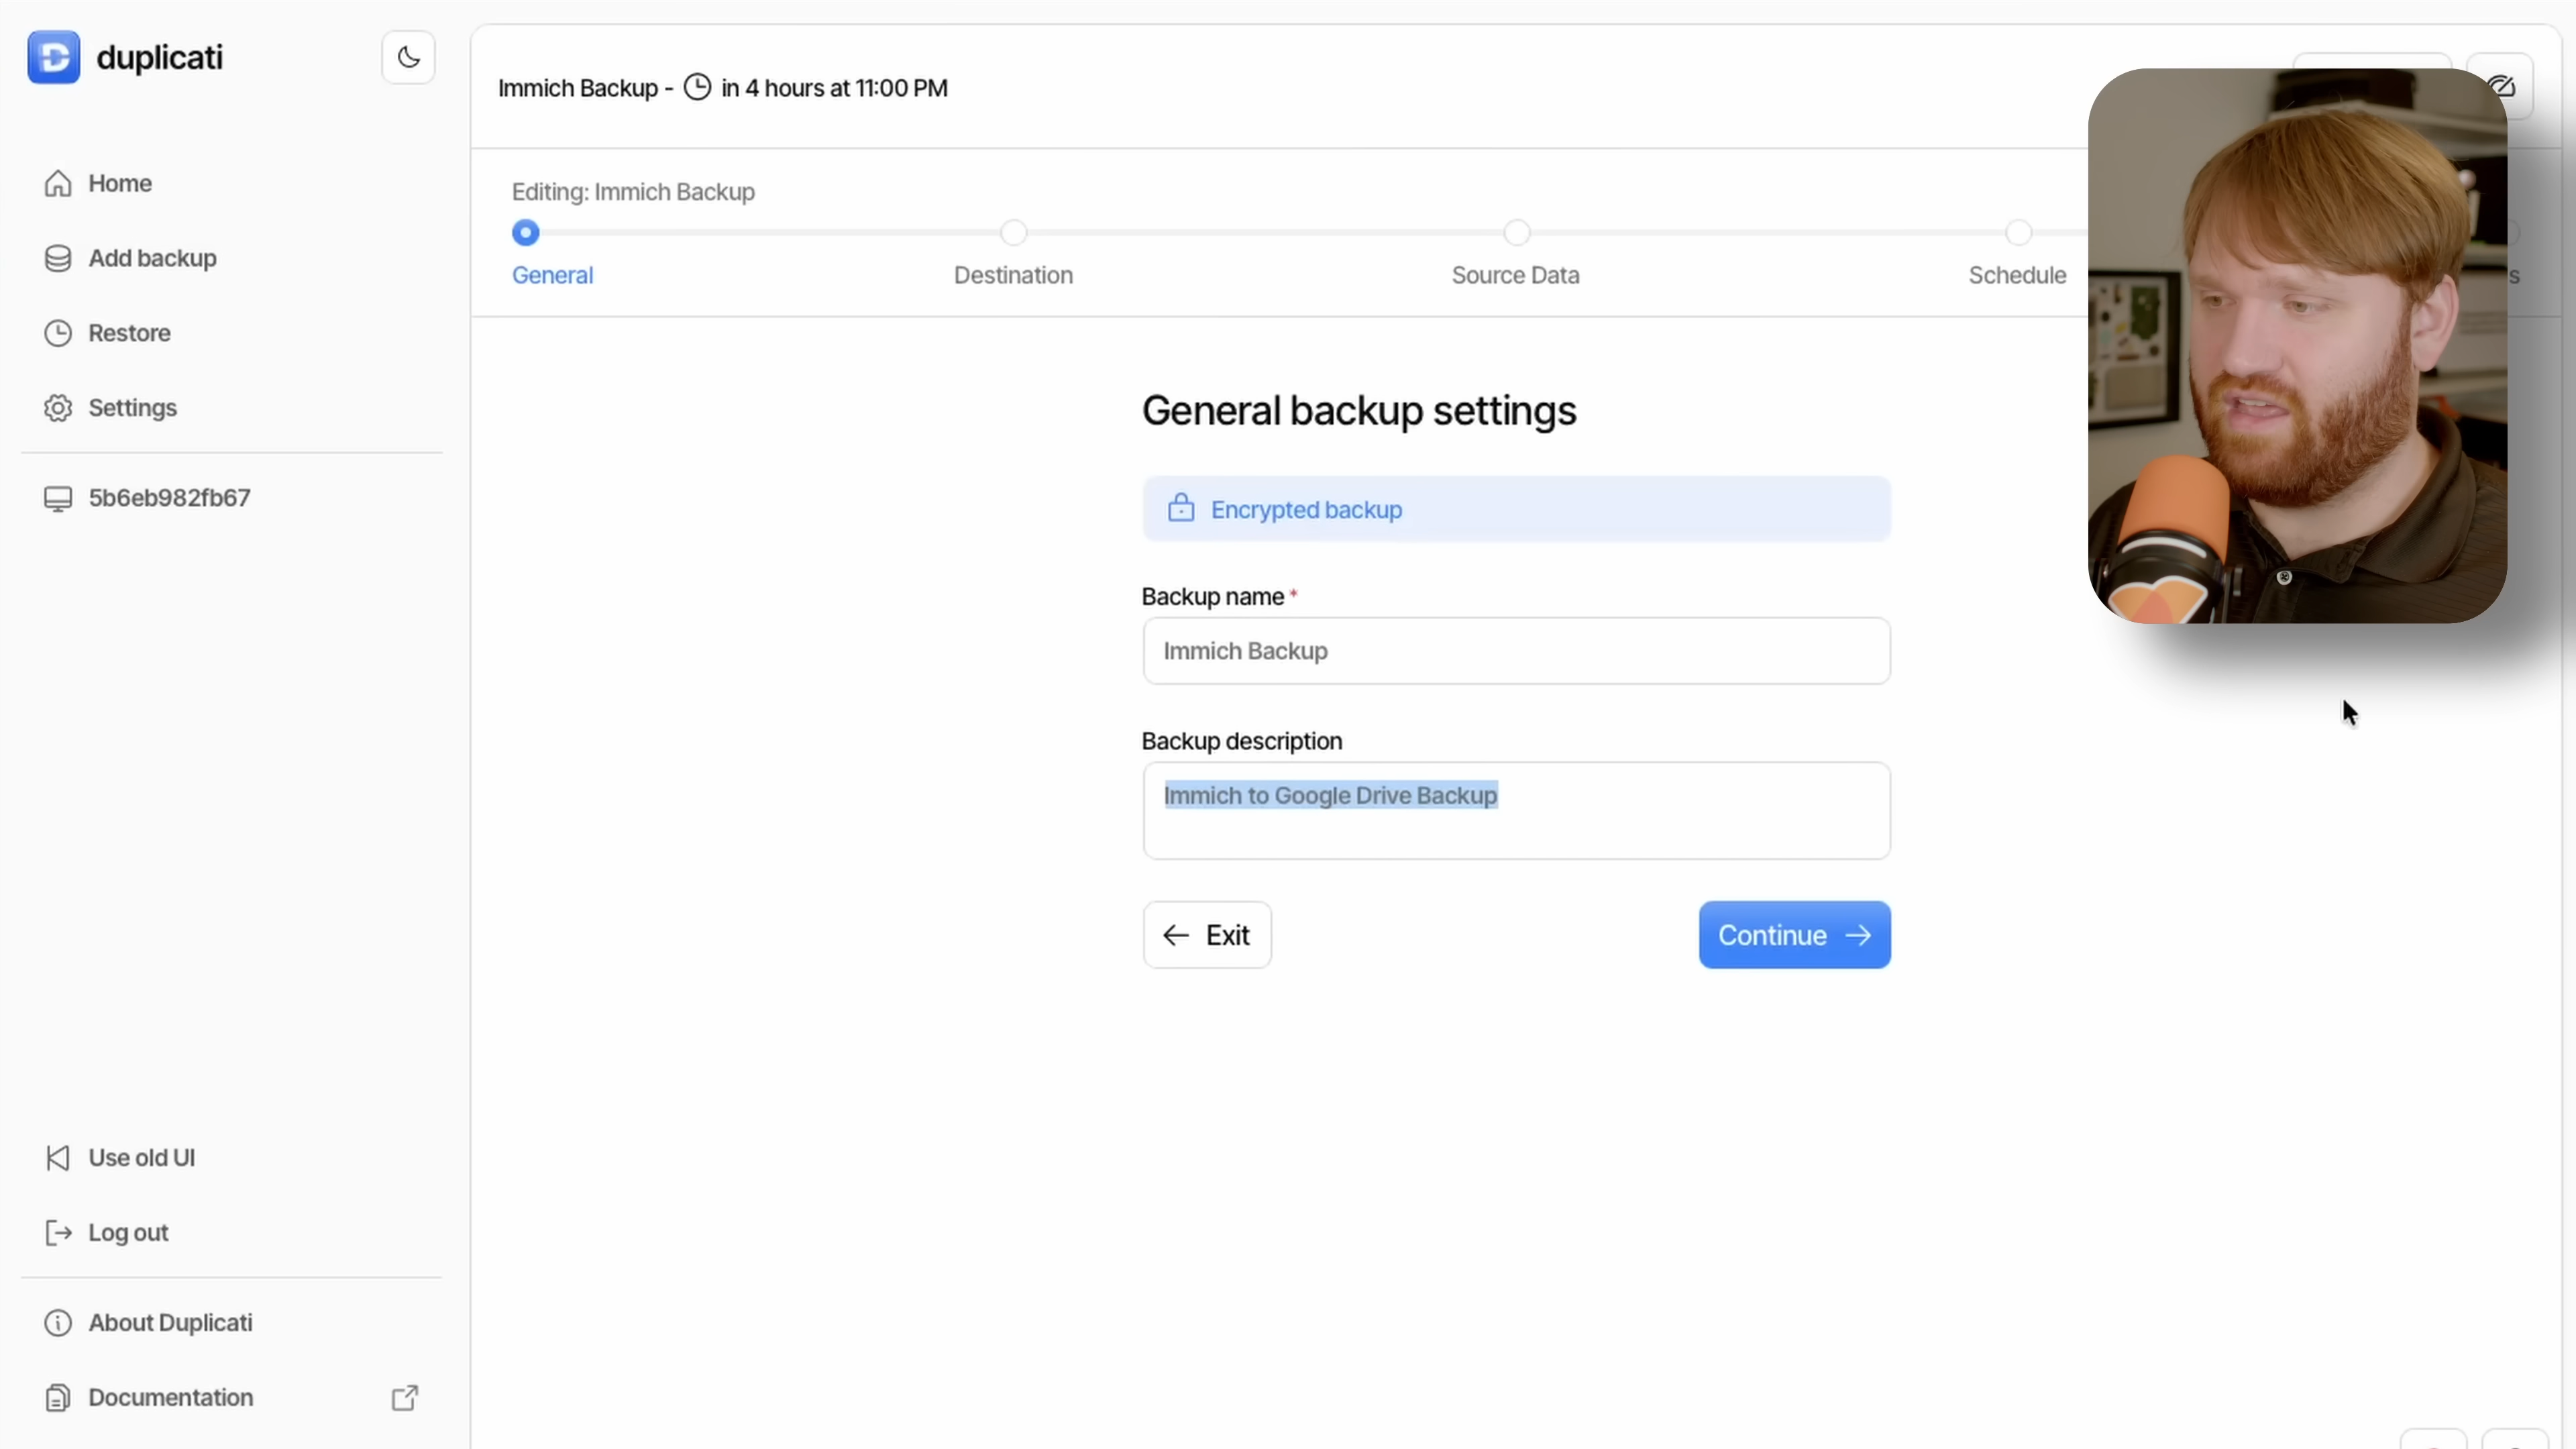 duplicati
Home
Add backup
Restore
Settings
5b6eb982fb67
Use old UI
Log out
About Duplicati
Documentation
Immich Backup - in 4 hours at 11:00 PM
Editing: Immich Backup
General
Destination
Source Data
Schedule
s
General backup settings
Encrypted backup
Backup name *
Immich Backup
Backup description
Immich to Google Drive Backup
Exit
Continue